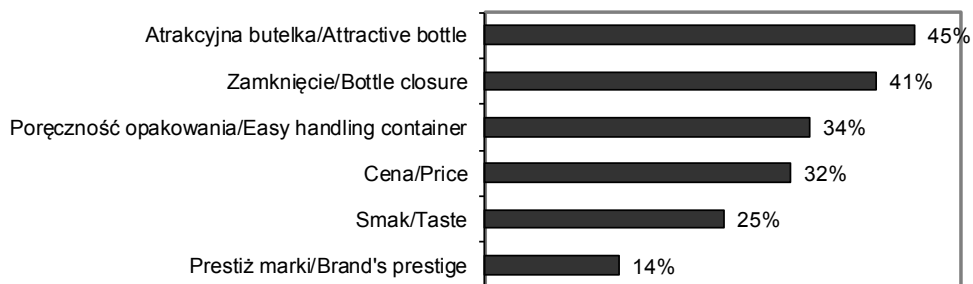 Atrakcyjna butelka/Attractive bottle 45%
Zamknięcie/Bottle closure 41%
Poręczność opakowania/Easy handling container 34%
Cena/Price 32%
Smak/Taste 25%
Prestiż marki/Brand's prestige 14%